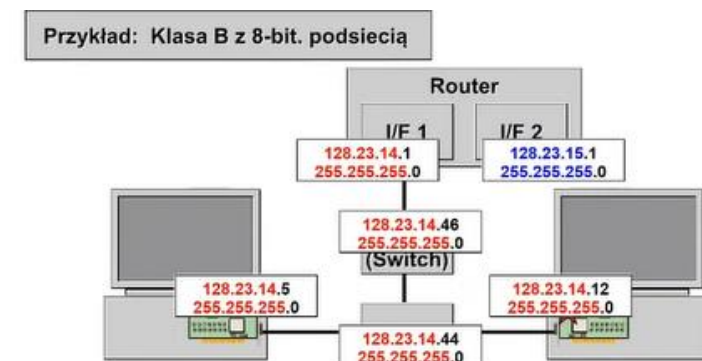 Przykład: Klasa B z 8-bit. podsiecią
Router
I/F 1
I/F 2
128.23.14.1
255.255.255.0
128.23.15.1
255.255.255.0
128.23.14.46
255.255.255.0
(Switch)
128.23.14.5
255.255.255.0
128.23.14.12
255.255.255.0
128.23.14.44
255.255.255.0